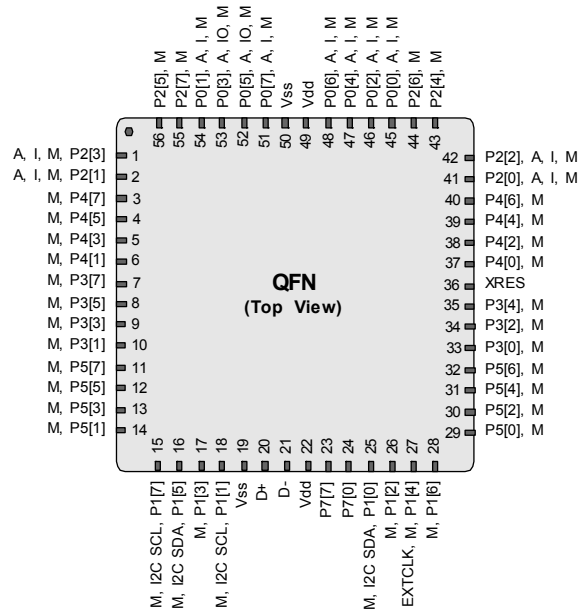 P2[5], M
P2[7], M
P0[1], A, I, M
P0[3], A, IO, M
P0[5], A, IO, M
P0[7], A, I, M
Vss
Vdd
P0[6], A, I, M
P0[4], A, I, M
P0[2], A, I, M
P0[0], A, I, M
P2[6], M
P2[4], M
56
55
54
53
52
51
50
49
48
47
46
45
44
43
A, I, M, P2[3] 1
A, I, M, P2[1] 2
M, P4[7] 3
M, P4[5] 4
M, P4[3] 5
M, P4[1] 6
M, P3[7] 7
M, P3[5] 8
M, P3[3] 9
M, P3[1] 10
M, P5[7] 11
M, P5[5] 12
M, P5[3] 13
M, P5[1] 14
QFN
(Top View)
42 P2[2], A, I, M
41 P2[0], A, I, M
40 P4[6], M
39 P4[4], M
38 P4[2], M
37 P4[0], M
36 XRES
35 P3[4], M
34 P3[2], M
33 P3[0], M
32 P5[6], M
31 P5[4], M
30 P5[2], M
29 P5[0], M
15
16
17
18
19
20
21
22
23
24
25
26
27
28
M, I2C SCL, P1[7]
M, I2C SDA, P1[5]
M, P1[3]
M, I2C SCL, P1[1]
Vss
D+
D-
Vdd
P7[7]
P7[0]
M, I2C SDA, P1[0]
M, P1[2]
EXTCLK, M, P1[4]
M, P1[6]